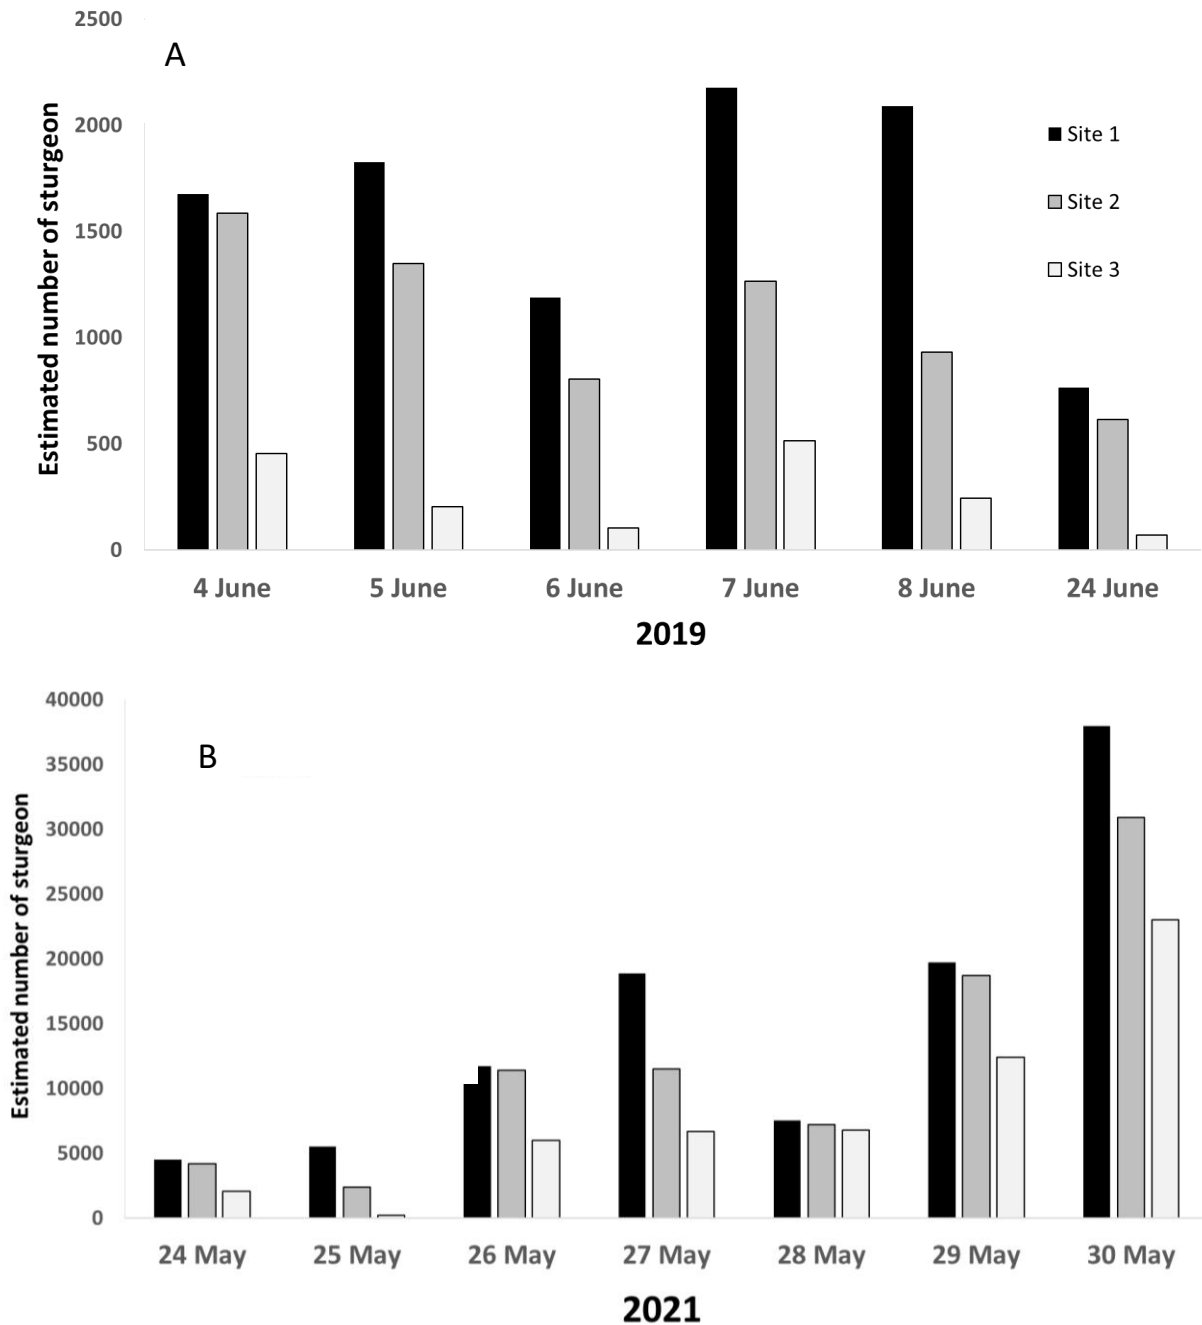 2500
A
2000
1500
1000
500
0
Estimated number of sturgeon
Site 1
Site 2
Site 3
4 June 5 June 6 June 7 June 8 June 24 June
2019
40000
B
35000
30000
25000
20000
15000
10000
5000
0
Estimated number of sturgeon
24 May 25 May 26 May 27 May 28 May 29 May 30 May
2021